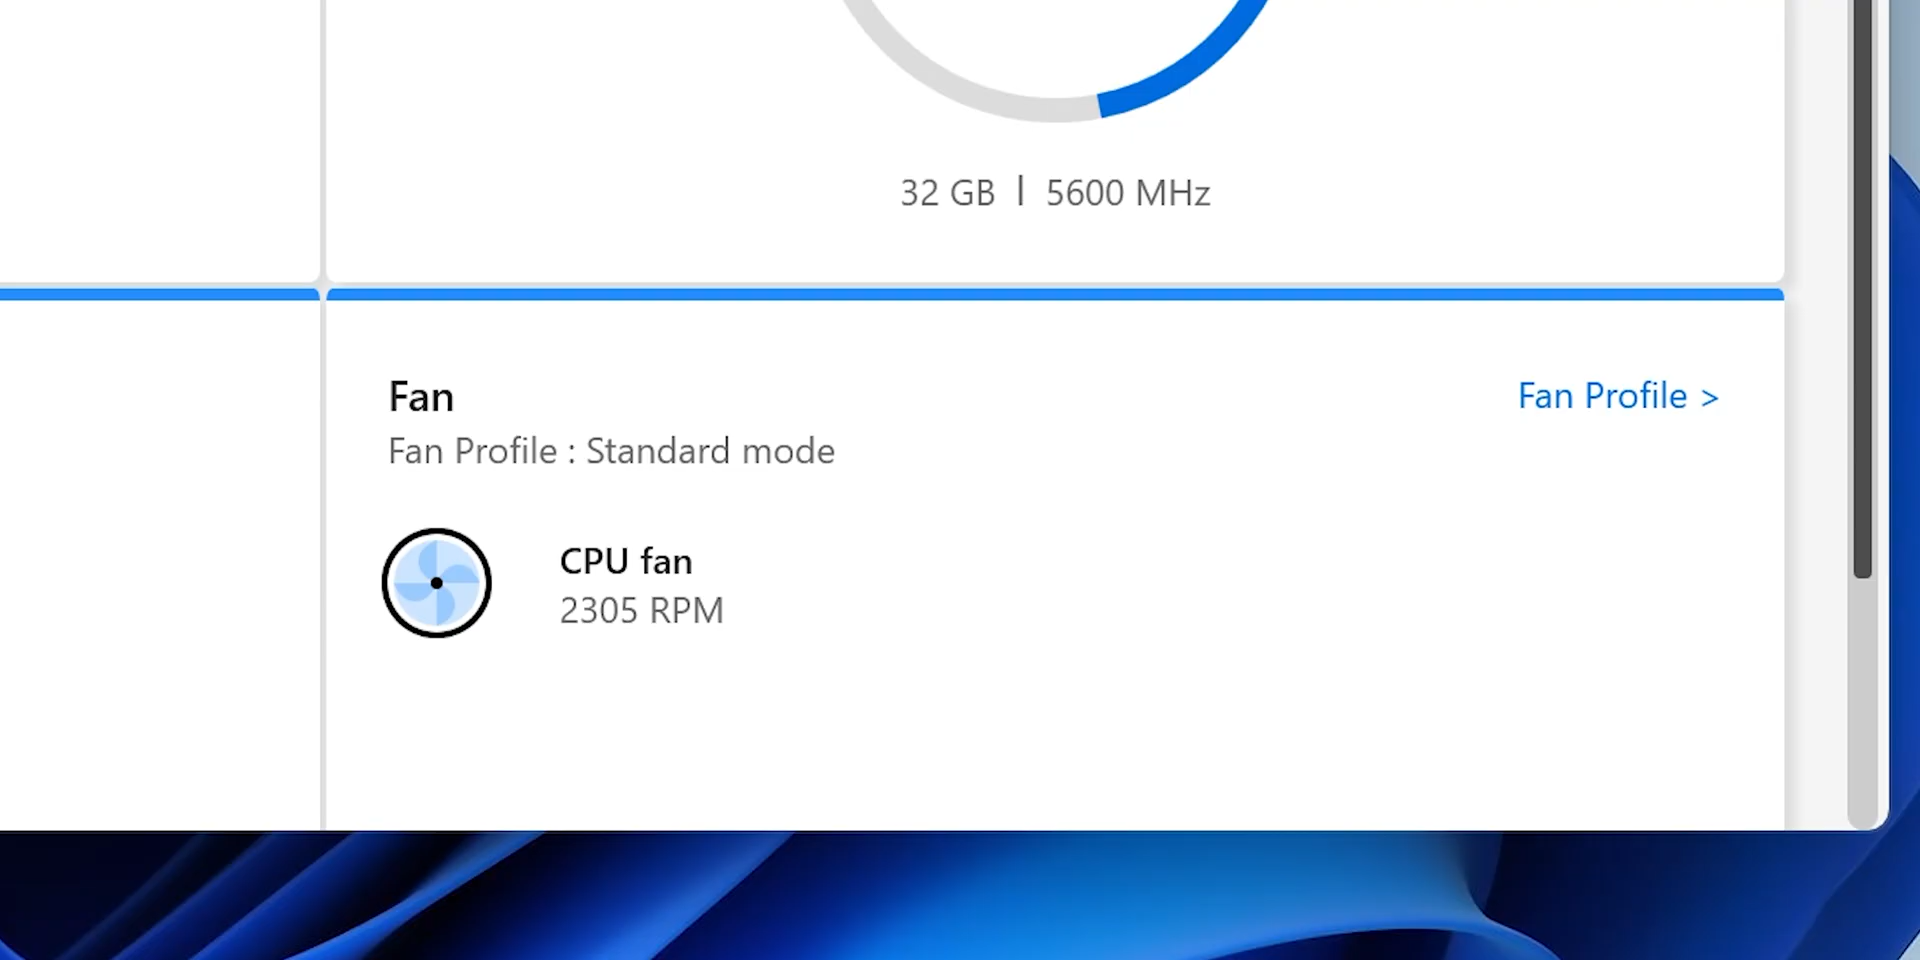 32 GB | 5600 MHz
Fan
Fan Profile >
Fan Profile : Standard mode
CPU fan
2305 RPM